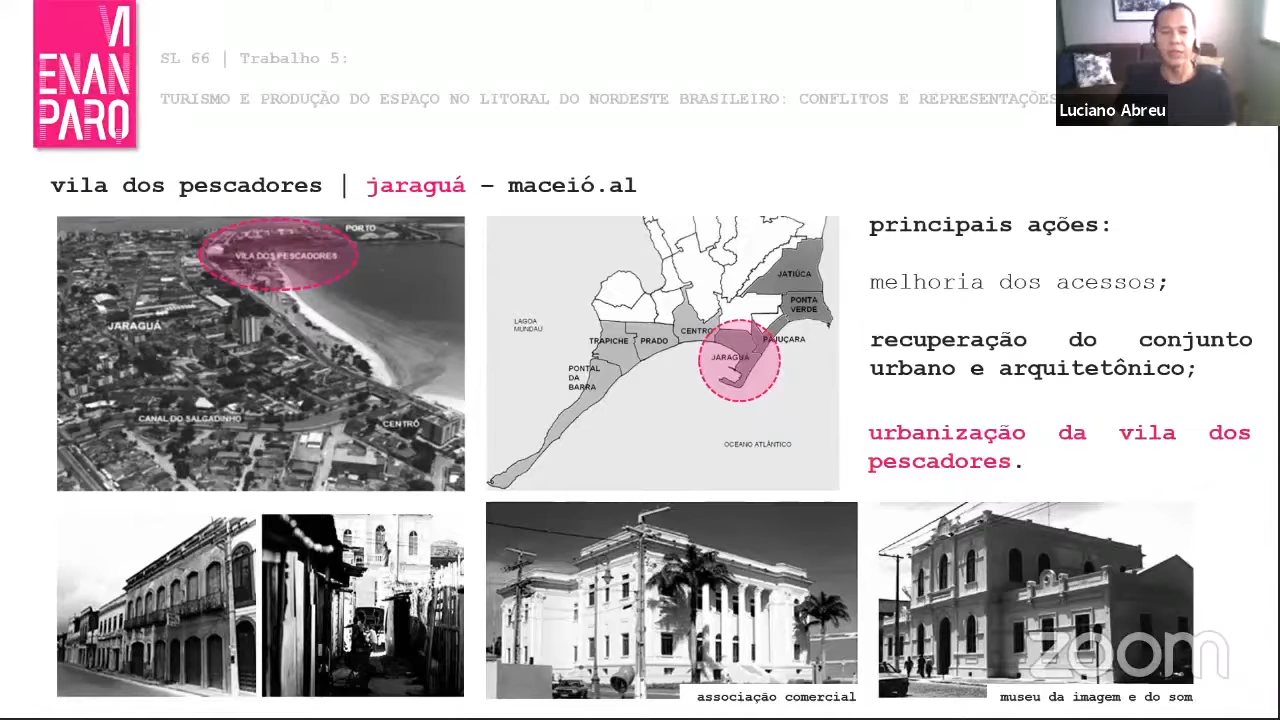 VI
ENAN
PARQ
SL 66 | Trabalho 5:
TURISMO E PRODUÇÃO DO ESPAÇO NO LITORAL DO NORDESTE BRASILEIRO: CONFLITOS E REPRESENTAÇÕES
Luciano Abreu
vila dos pescadores | jaraguá – maceió.al
PORTO
VILA DOS PESCADORES
JARAGUÁ
CANAL DO SALGADINHO
CENTRO
JATIÚCA
PONTA
VERDE
LAGOA
MUNDAÚ
CENTRO
TRAPICHE
PRADO
PAJUÇARA
JARAGUÁ
PONTAL
DA
BARRA
OCEANO ATLÂNTICO
principais ações:
melhoria dos acessos;
recuperação do conjunto
urbano e arquitetônico;
urbanização da vila dos
pescadores.
associação comercial
museu da imagem e do som
zoom